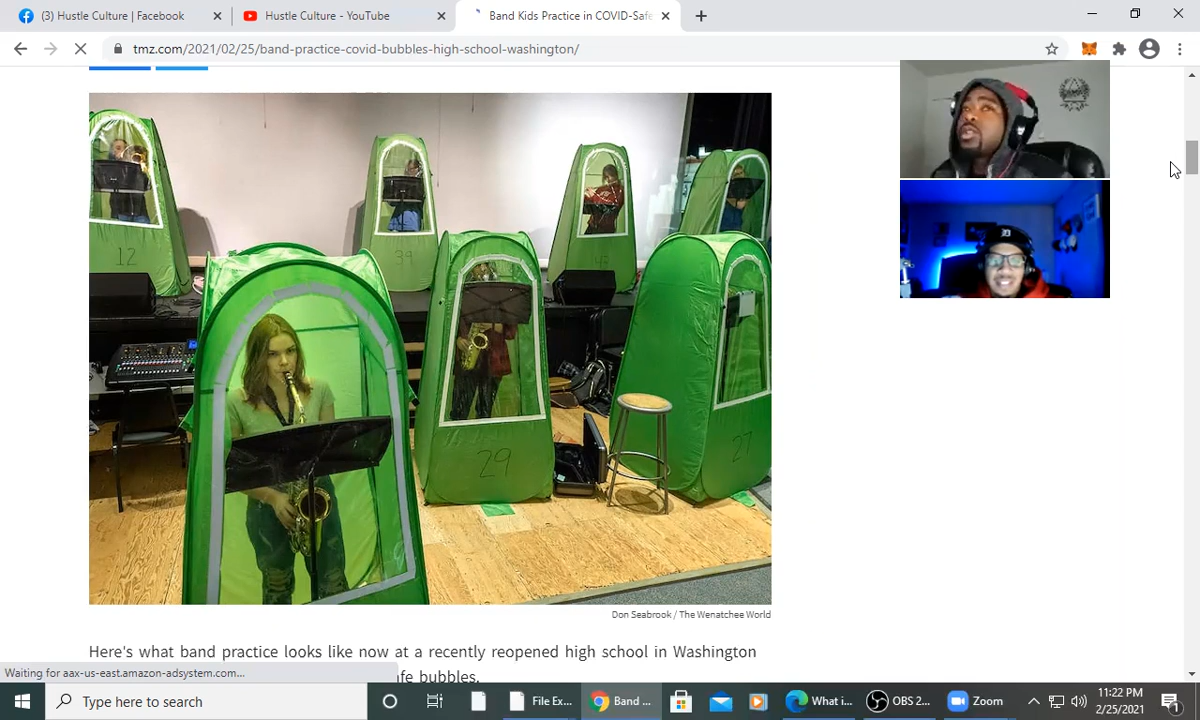 (3) Hustle Culture | Facebook
Hustle Culture - YouTube
Band Kids Practice in COVID-Safe
tmz.com/2021/02/25/band-practice-covid-bubbles-high-school-washington/
D
12
39
29
27
Don Seabrook / The Wenatchee World
Here's what band practice looks like now at a recently reopened high school in Washington
afe bubbles.
Waiting for aax-us-east.amazon-adsystem.com...
Type here to search
File Ex...
Band ...
What i...
OBS 2...
Zoom
11:22 PM
2/25/2021
1